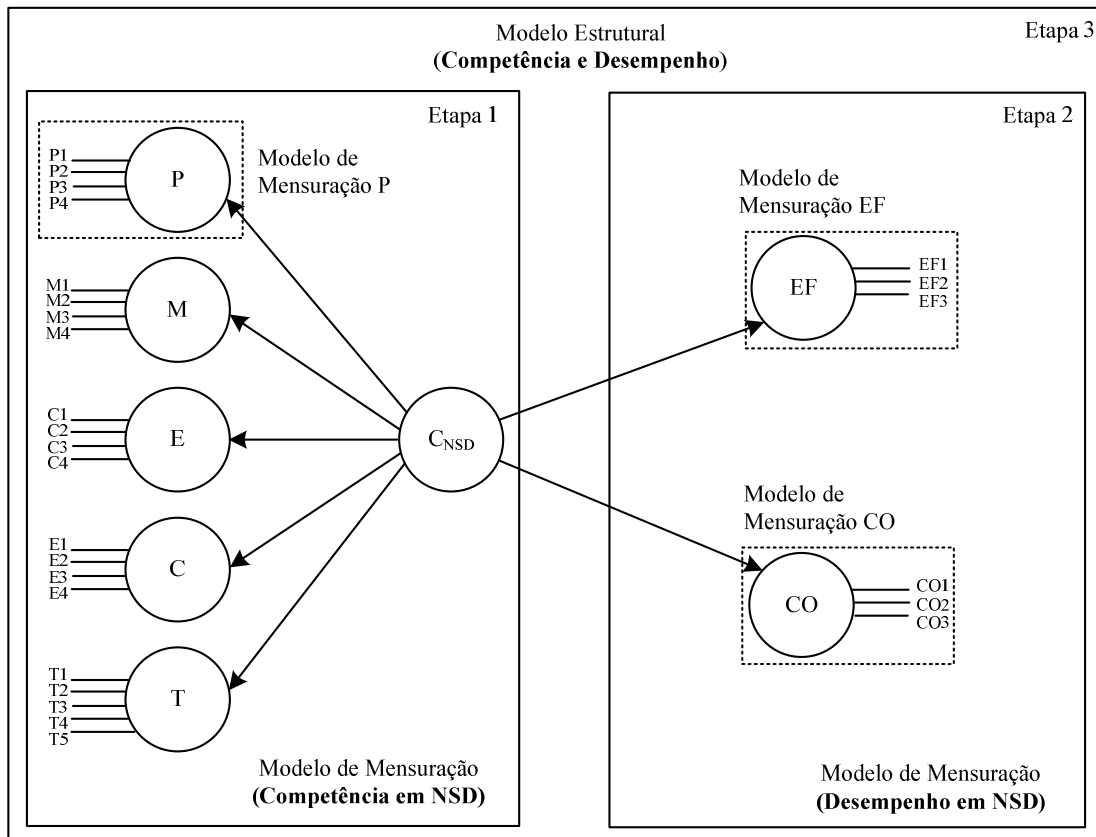 Modelo Estrutural
(Competência e Desempenho)
Etapa 3
Etapa 1
P1
P2
P3
P4
P
Modelo de
Mensuração P
M1
M2
M3
M4
M
C1
C2
C3
C4
E
E1
E2
E3
E4
C
T1
T2
T3
T4
T5
T
CNSD
Modelo de Mensuração
(Competência em NSD)
Etapa 2
Modelo de
Mensuração EF
EF
EF1
EF2
EF3
Modelo de
Mensuração CO
CO
CO1
CO2
CO3
Modelo de Mensuração
(Desempenho em NSD)